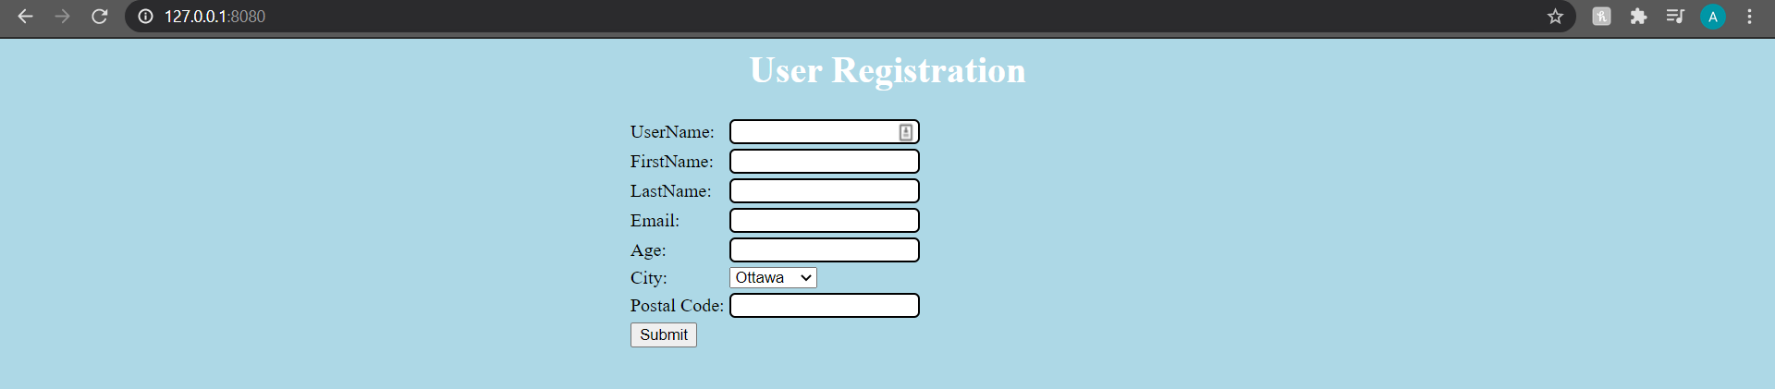 127.0.0.1:8080
A
User Registration
UserName:
FirstName:
LastName:
Email:
Age:
City: Ottawa
Postal Code:
Submit